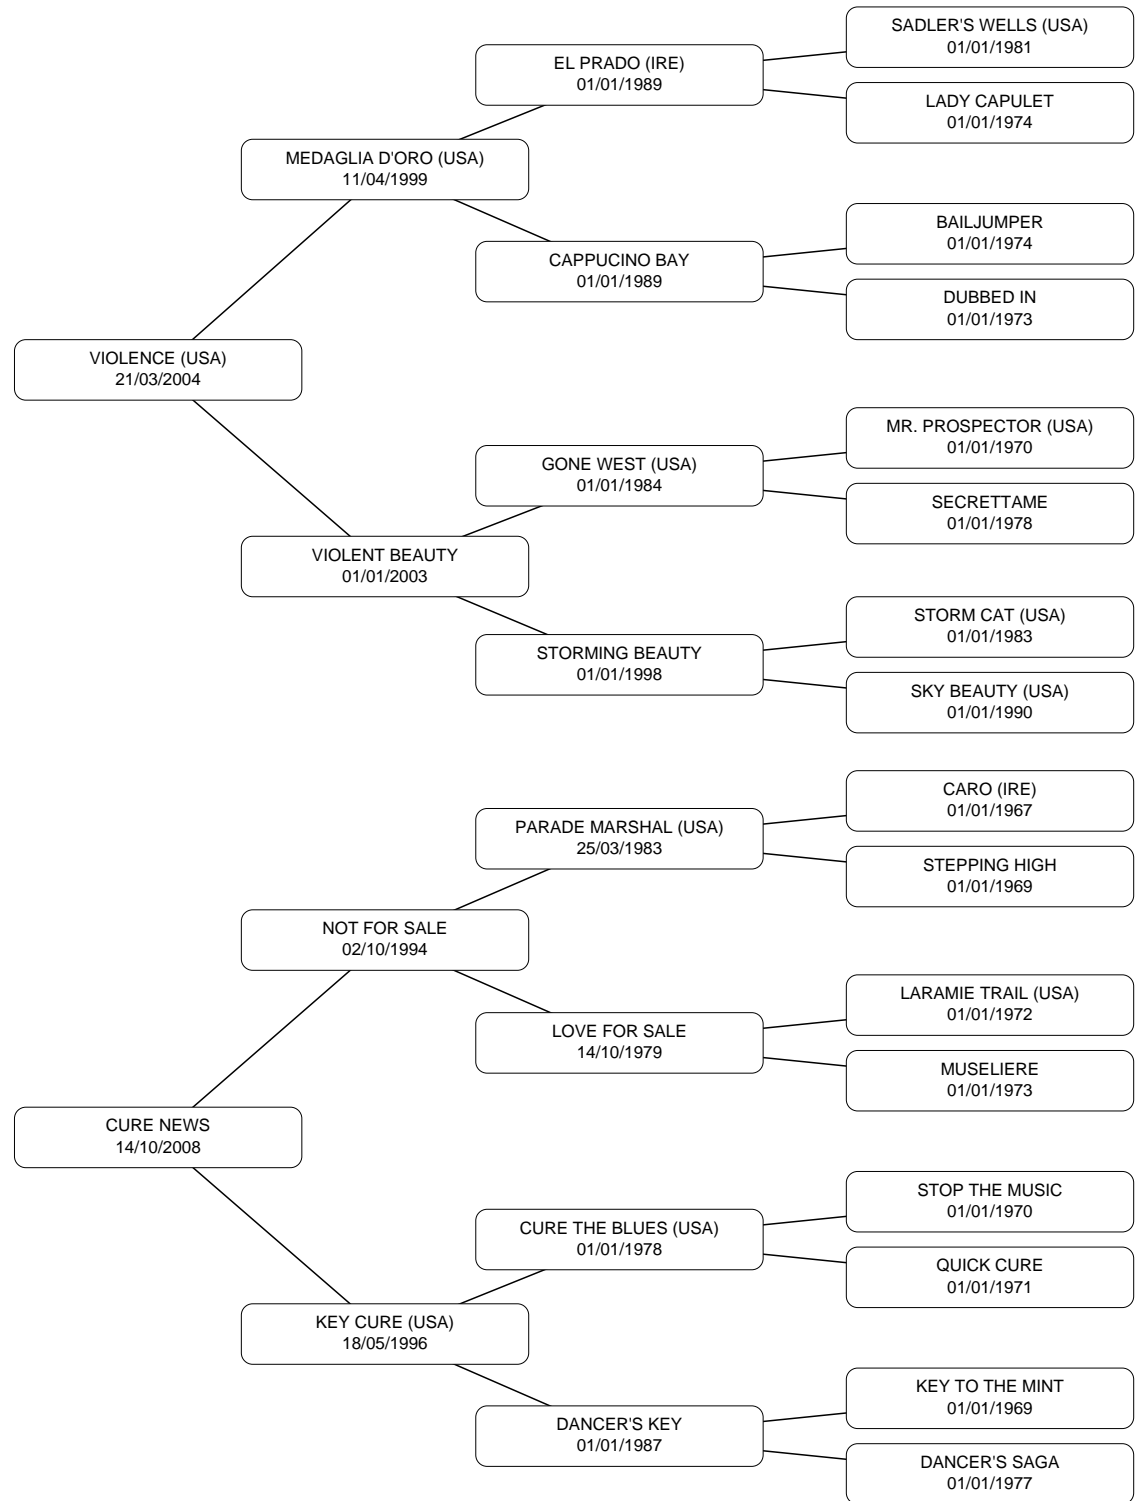 SADLER'S WELLS (USA)
01/01/1981
EL PRADO (IRE)
01/01/1989
LADY CAPULET
01/01/1974
MEDAGLIA D'ORO (USA)
11/04/1999
BAILJUMPER
01/01/1974
CAPPUCINO BAY
01/01/1989
DUBBED IN
01/01/1973
VIOLENCE (USA)
21/03/2004
MR. PROSPECTOR (USA)
01/01/1970
GONE WEST (USA)
01/01/1984
SECRETTAME
01/01/1978
VIOLENT BEAUTY
01/01/2003
STORM CAT (USA)
01/01/1983
STORMING BEAUTY
01/01/1998
SKY BEAUTY (USA)
01/01/1990
CARO (IRE)
01/01/1967
PARADE MARSHAL (USA)
25/03/1983
STEPPING HIGH
01/01/1969
NOT FOR SALE
02/10/1994
LARAMIE TRAIL (USA)
01/01/1972
LOVE FOR SALE
14/10/1979
MUSELIERE
01/01/1973
CURE NEWS
14/10/2008
STOP THE MUSIC
01/01/1970
CURE THE BLUES (USA)
01/01/1978
QUICK CURE
01/01/1971
KEY CURE (USA)
18/05/1996
KEY TO THE MINT
01/01/1969
DANCER'S KEY
01/01/1987
DANCER'S SAGA
01/01/1977